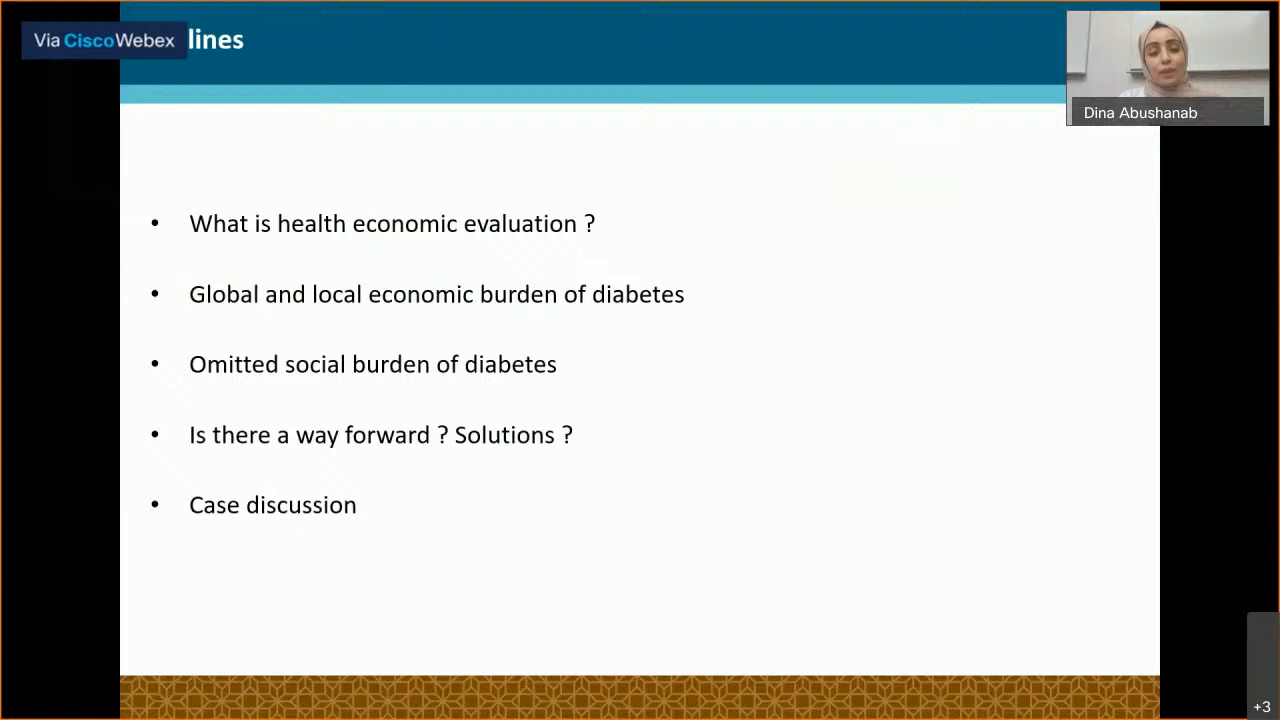 Via CiscoWebex
lines
Dina Abushanab
• What is health economic evaluation ?
• Global and local economic burden of diabetes
• Omitted social burden of diabetes
• Is there a way forward ? Solutions ?
• Case discussion
+3